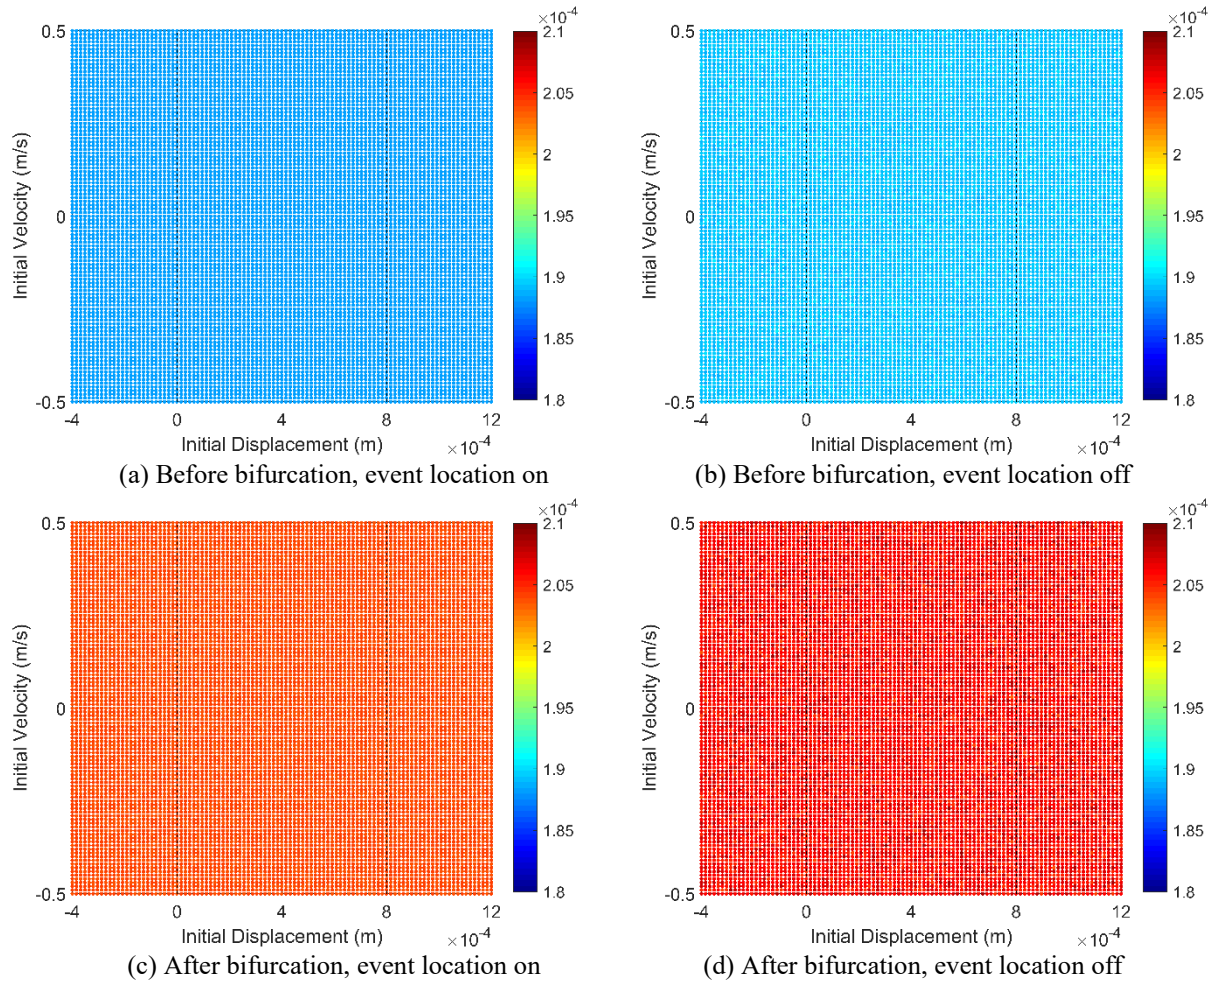 ×10-4
2.1
2.05
2
1.95
1.9
1.85
1.8
0.5
0
-0.5
Initial Velocity (m/s)
-4 0 4 8 12
Initial Displacement (m) ×10-4
(a) Before bifurcation, event location on
×10-4
2.1
2.05
2
1.95
1.9
1.85
1.8
0.5
0
-0.5
Initial Velocity (m/s)
-4 0 4 8 12
Initial Displacement (m) ×10-4
(b) Before bifurcation, event location off
×10-4
2.1
2.05
2
1.95
1.9
1.85
1.8
0.5
0
-0.5
Initial Velocity (m/s)
-4 0 4 8 12
Initial Displacement (m) ×10-4
(c) After bifurcation, event location on
×10-4
2.1
2.05
2
1.95
1.9
1.85
1.8
0.5
0
-0.5
Initial Velocity (m/s)
-4 0 4 8 12
Initial Displacement (m) ×10-4
(d) After bifurcation, event location off